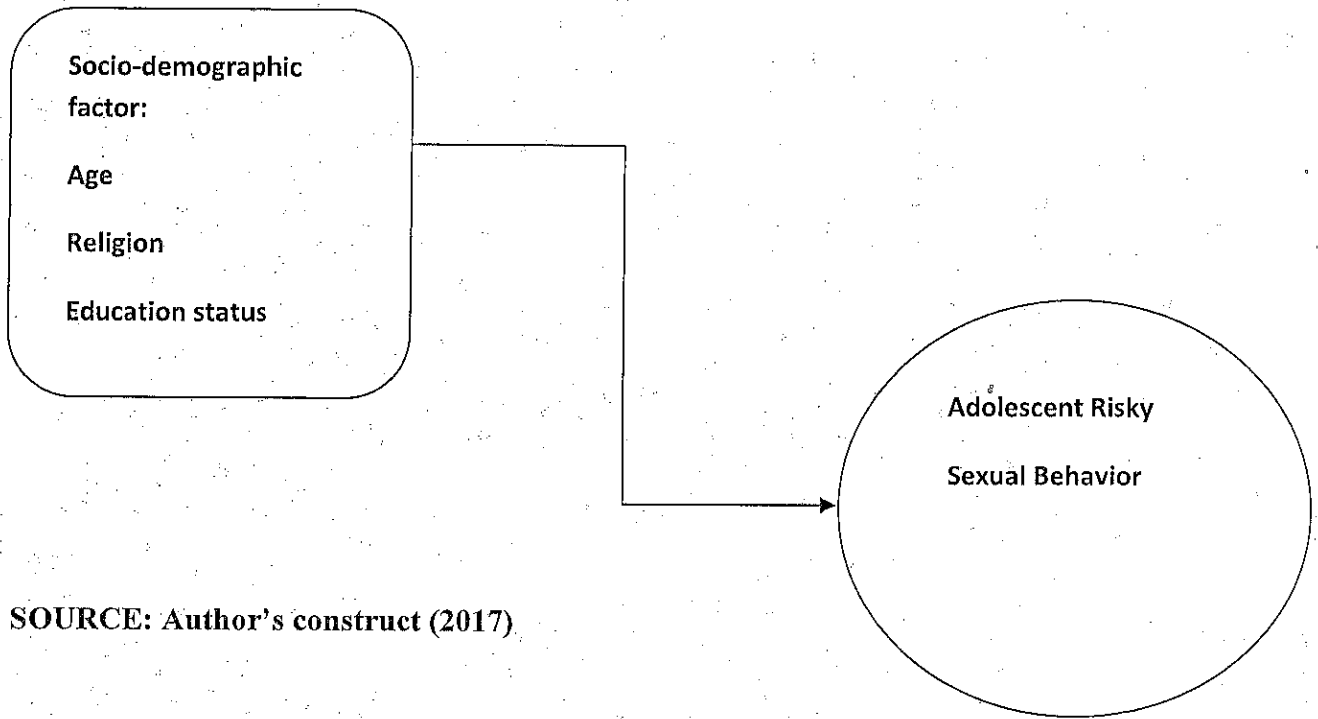 Socio-demographic
factor:
Age
Religion
Education status
Adolescent Risky
Sexual Behavior
SOURCE: Author's construct (2017)